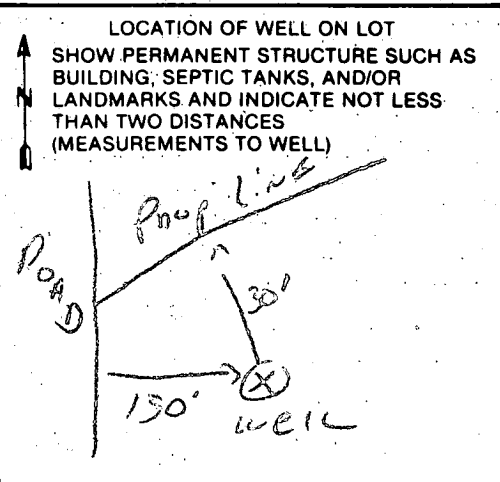 LOCATION OF WELL ON LOT
SHOW PERMANENT STRUCTURE SUCH AS
BUILDING, SEPTIC TANKS, AND/OR
N LANDMARKS AND INDICATE NOT LESS
THAN TWO DISTANCES
(MEASUREMENTS TO WELL)
Prop. Line
ROAD
30'
150'
X
well